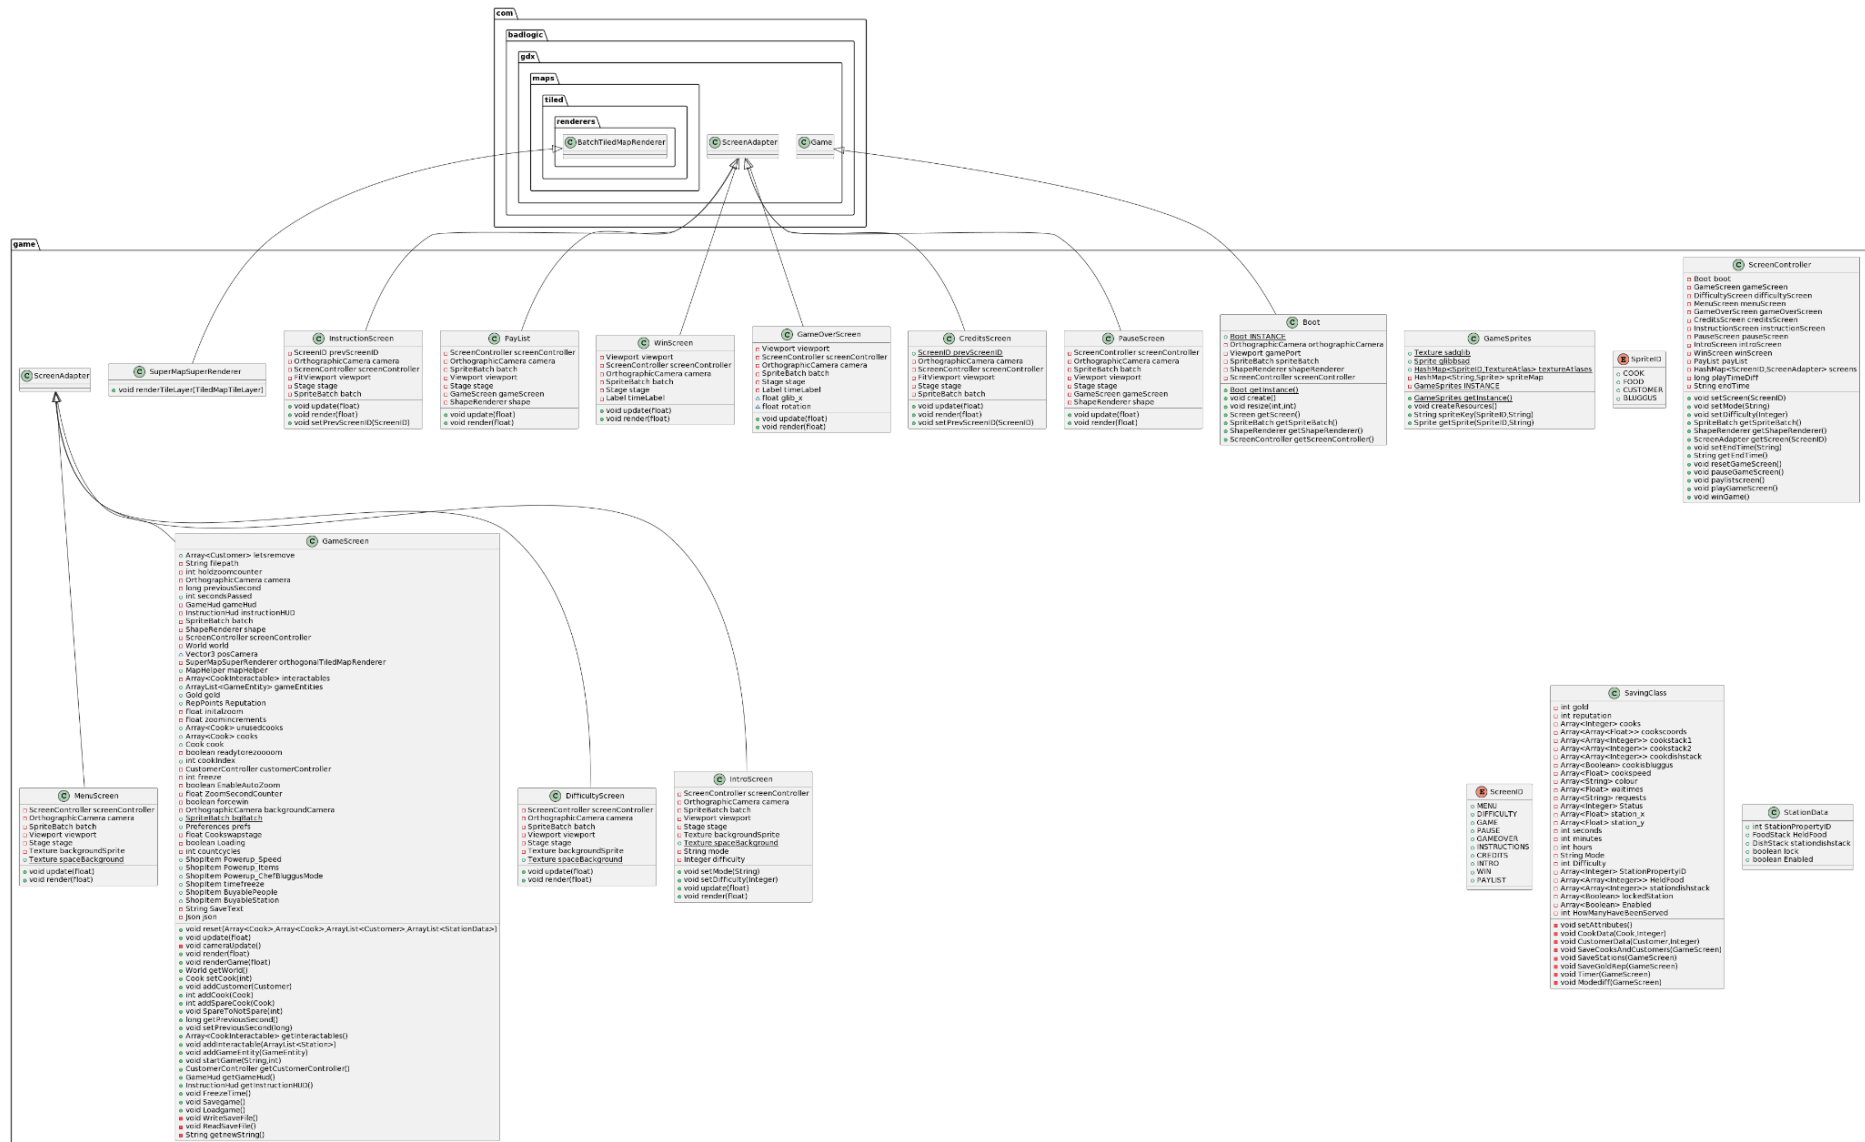 com
badlogic
gdx
maps
tiled
renderers
BatchTiledMapRenderer
ScreenAdapter
Game
game
ScreenAdapter
SuperMapSuperRenderer
void renderTileLayer(TiledMapTileLayer)
InstructionScreen
ScreenID prevScreenID
OrthographicCamera camera
ScreenController screenController
FitViewport viewport
Stage stage
SpriteBatch batch
void update(float)
void render(float)
void setPrevScreenID(ScreenID)
PayList
ScreenController screenController
OrthographicCamera camera
SpriteBatch batch
Viewport viewport
Stage stage
GameScreen gameScreen
ShapeRenderer shape
void update(float)
void render(float)
WinScreen
Viewport viewport
ScreenController screenController
OrthographicCamera camera
SpriteBatch batch
Stage stage
Label timeLabel
void update(float)
void render(float)
GameOverScreen
Viewport viewport
ScreenController screenController
OrthographicCamera camera
SpriteBatch batch
Stage stage
Label timeLabel
float glib_x
float rotation
void update(float)
void render(float)
CreditsScreen
ScreenID prevScreenID
OrthographicCamera camera
ScreenController screenController
FitViewport viewport
Stage stage
SpriteBatch batch
void update(float)
void render(float)
void setPrevScreenID(ScreenID)
PauseScreen
ScreenController screenController
OrthographicCamera camera
SpriteBatch batch
Viewport viewport
Stage stage
GameScreen gameScreen
ShapeRenderer shape
void update(float)
void render(float)
Boot
Boot INSTANCE
OrthographicCamera orthographicCamera
Viewport gamePort
SpriteBatch spriteBatch
ShapeRenderer shapeRenderer
ScreenController screenController
Boot getInstance()
void create()
void resize(int,int)
Screen getScreen()
SpriteBatch getSpriteBatch()
ShapeRenderer getShapeRenderer()
ScreenController getScreenController()
GameSprites
Texture sadglib
Sprite glibbsad
HashMap<SpriteID,TextureAtlas> textureAtlases
HashMap<String,Sprite> spriteMap
GameSprites INSTANCE
GameSprites getInstance()
void createResources()
String spriteKey(SpriteID,String)
Sprite getSprite(SpriteID,String)
SpriteID
COOK
FOOD
CUSTOMER
BLUGGUS
ScreenController
Boot boot
GameScreen gameScreen
DifficultyScreen difficultyScreen
MenuScreen menuScreen
GameOverScreen gameOverScreen
CreditsScreen creditsScreen
InstructionScreen instructionScreen
PauseScreen pauseScreen
IntroScreen introScreen
WinScreen winScreen
PayList payList
HashMap<ScreenID,ScreenAdapter> screens
long playTimeDiff
String endTime
void setScreen(ScreenID)
void setMode(String)
void setDifficulty(Integer)
SpriteBatch getSpriteBatch()
ShapeRenderer getShapeRenderer()
ScreenAdapter getScreen(ScreenID)
void setEndTime(String)
String getEndTime()
void resetGameScreen()
void pauseGameScreen()
void paylistscreen()
void playGameScreen()
void winGame()
MenuScreen
ScreenController screenController
OrthographicCamera camera
SpriteBatch batch
Viewport viewport
Stage stage
Texture backgroundSprite
Texture spaceBackground
void update(float)
void render(float)
GameScreen
Array<Customer> letsremove
String filepath
int holdzoomcounter
OrthographicCamera camera
long previousSecond
int secondsPassed
GameHud gameHud
InstructionHud instructionHUD
SpriteBatch batch
ShapeRenderer shape
ScreenController screenController
World world
Vector3 posCamera
SuperMapSuperRenderer orthogonalTiledMapRenderer
MapHelper mapHelper
Array<CookInteractable> interactables
ArrayList<GameEntity> gameEntities
Gold gold
RepPoints Reputation
float initalzoom
float zoomincrements
Array<Cook> unusedcooks
Array<Cook> cooks
Cook cook
boolean readytorezoooom
int cookIndex
CustomerController customerController
int freeze
boolean EnableAutoZoom
float ZoomSecondCounter
boolean forcewin
OrthographicCamera backgroundCamera
SpriteBatch bgBatch
Preferences prefs
float Cookswapstage
boolean Loading
int countcycles
ShopItem Powerup_Speed
ShopItem Powerup_Items
ShopItem Powerup_ChefBluggusMode
ShopItem timefreeze
ShopItem BuyablePeople
ShopItem BuyableStation
String SaveText
Json json
void reset(Array<Cook>,Array<Cook>,ArrayList<Customer>,ArrayList<StationData>)
void update(float)
void cameraUpdate()
void render(float)
void renderGame(float)
World getWorld()
Cook setCook(int)
void addCustomer(Customer)
int addCook(Cook)
int addSpareCook(Cook)
void SpareToNotSpare(int)
long getPreviousSecond()
void setPreviousSecond(long)
Array<CookInteractable> getInteractables()
void addInteractable(ArrayList<Station>)
void addGameEntity(GameEntity)
void startGame(String,int)
CustomerController getCustomerController()
GameHud getGameHud()
InstructionHud getInstructionHUD()
void FreezeTime()
void Savegame()
void Loadgame()
void WriteSaveFile()
void ReadSaveFile()
String getnewString()
DifficultyScreen
ScreenController screenController
OrthographicCamera camera
SpriteBatch batch
Viewport viewport
Stage stage
Texture backgroundSprite
Texture spaceBackground
void update(float)
void render(float)
IntroScreen
ScreenController screenController
OrthographicCamera camera
SpriteBatch batch
Viewport viewport
Stage stage
Texture backgroundSprite
Texture spaceBackground
String mode
Integer difficulty
void setMode(String)
void setDifficulty(Integer)
void update(float)
void render(float)
ScreenID
MENU
DIFFICULTY
GAME
PAUSE
GAMEOVER
INSTRUCTIONS
CREDITS
INTRO
WIN
PAYLIST
SavingClass
int gold
int reputation
Array<Integer> cooks
Array<Array<Float>> cookscoords
Array<Array<Integer>> cookstack1
Array<Array<Integer>> cookstack2
Array<Array<Integer>> cookdishstack
Array<Boolean> cookisbluggus
Array<Float> cookspeed
Array<String> colour
Array<Float> waitimes
Array<String> requests
Array<Integer> Status
Array<Float> station_x
Array<Float> station_y
int seconds
int minutes
int hours
String Mode
int Difficulty
Array<Integer> StationPropertyID
Array<Array<Integer>> HeldFood
Array<Array<Integer>> stationdishstack
Array<Boolean> lockedStation
Array<Boolean> Enabled
int HowManyHaveBeenServed
void setAttributes()
void CookData(Cook,Integer)
void CustomerData(Customer,Integer)
void SaveCooksAndCustomers(GameScreen)
void SaveStations(GameScreen)
void SaveGoldRep(GameScreen)
void Timer(GameScreen)
void Modediff(GameScreen)
StationData
int StationPropertyID
FoodStack HeldFood
DishStack stationdishstack
boolean lock
boolean Enabled